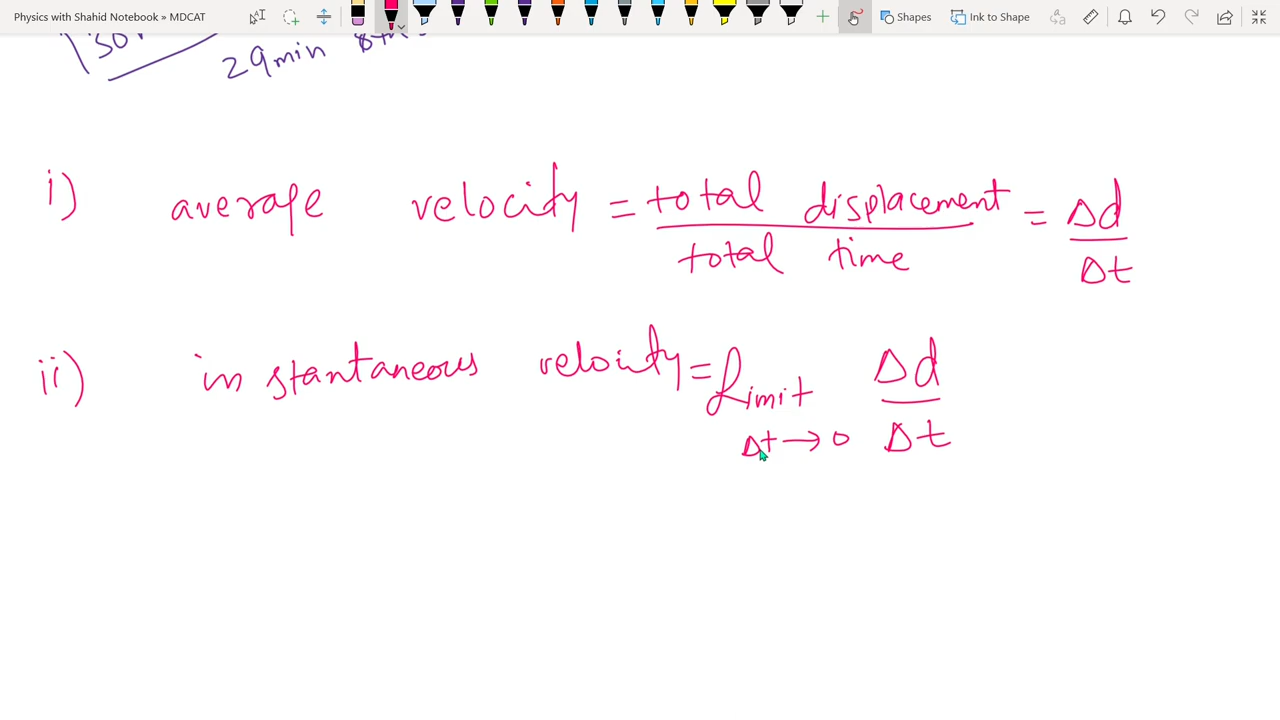 Physics with Shahid Notebook » MDCAT
Shapes
Ink to Shape
29min
i) average velocity = total displacement / total time = Δd / Δt
ii) instantaneous velocity = Limit Δt→0 Δd / Δt